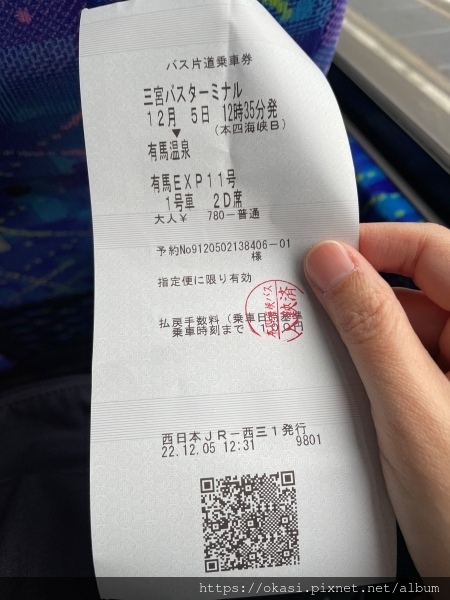 バス片道乗車券
三宮バスターミナル
12月 5日 12時35分発
(本四海峡B)
▼
有馬温泉
有馬EXP11号
1号車 2D席
大人¥ 780-普通
予約No9120502138406-01
様
指定便に限り有効
払戻手数料(乗車日時基準
乗車時刻まで
西日本JR-西三1発行
22.12.05 12:31 9801
https://okasi.pixnet.net/album